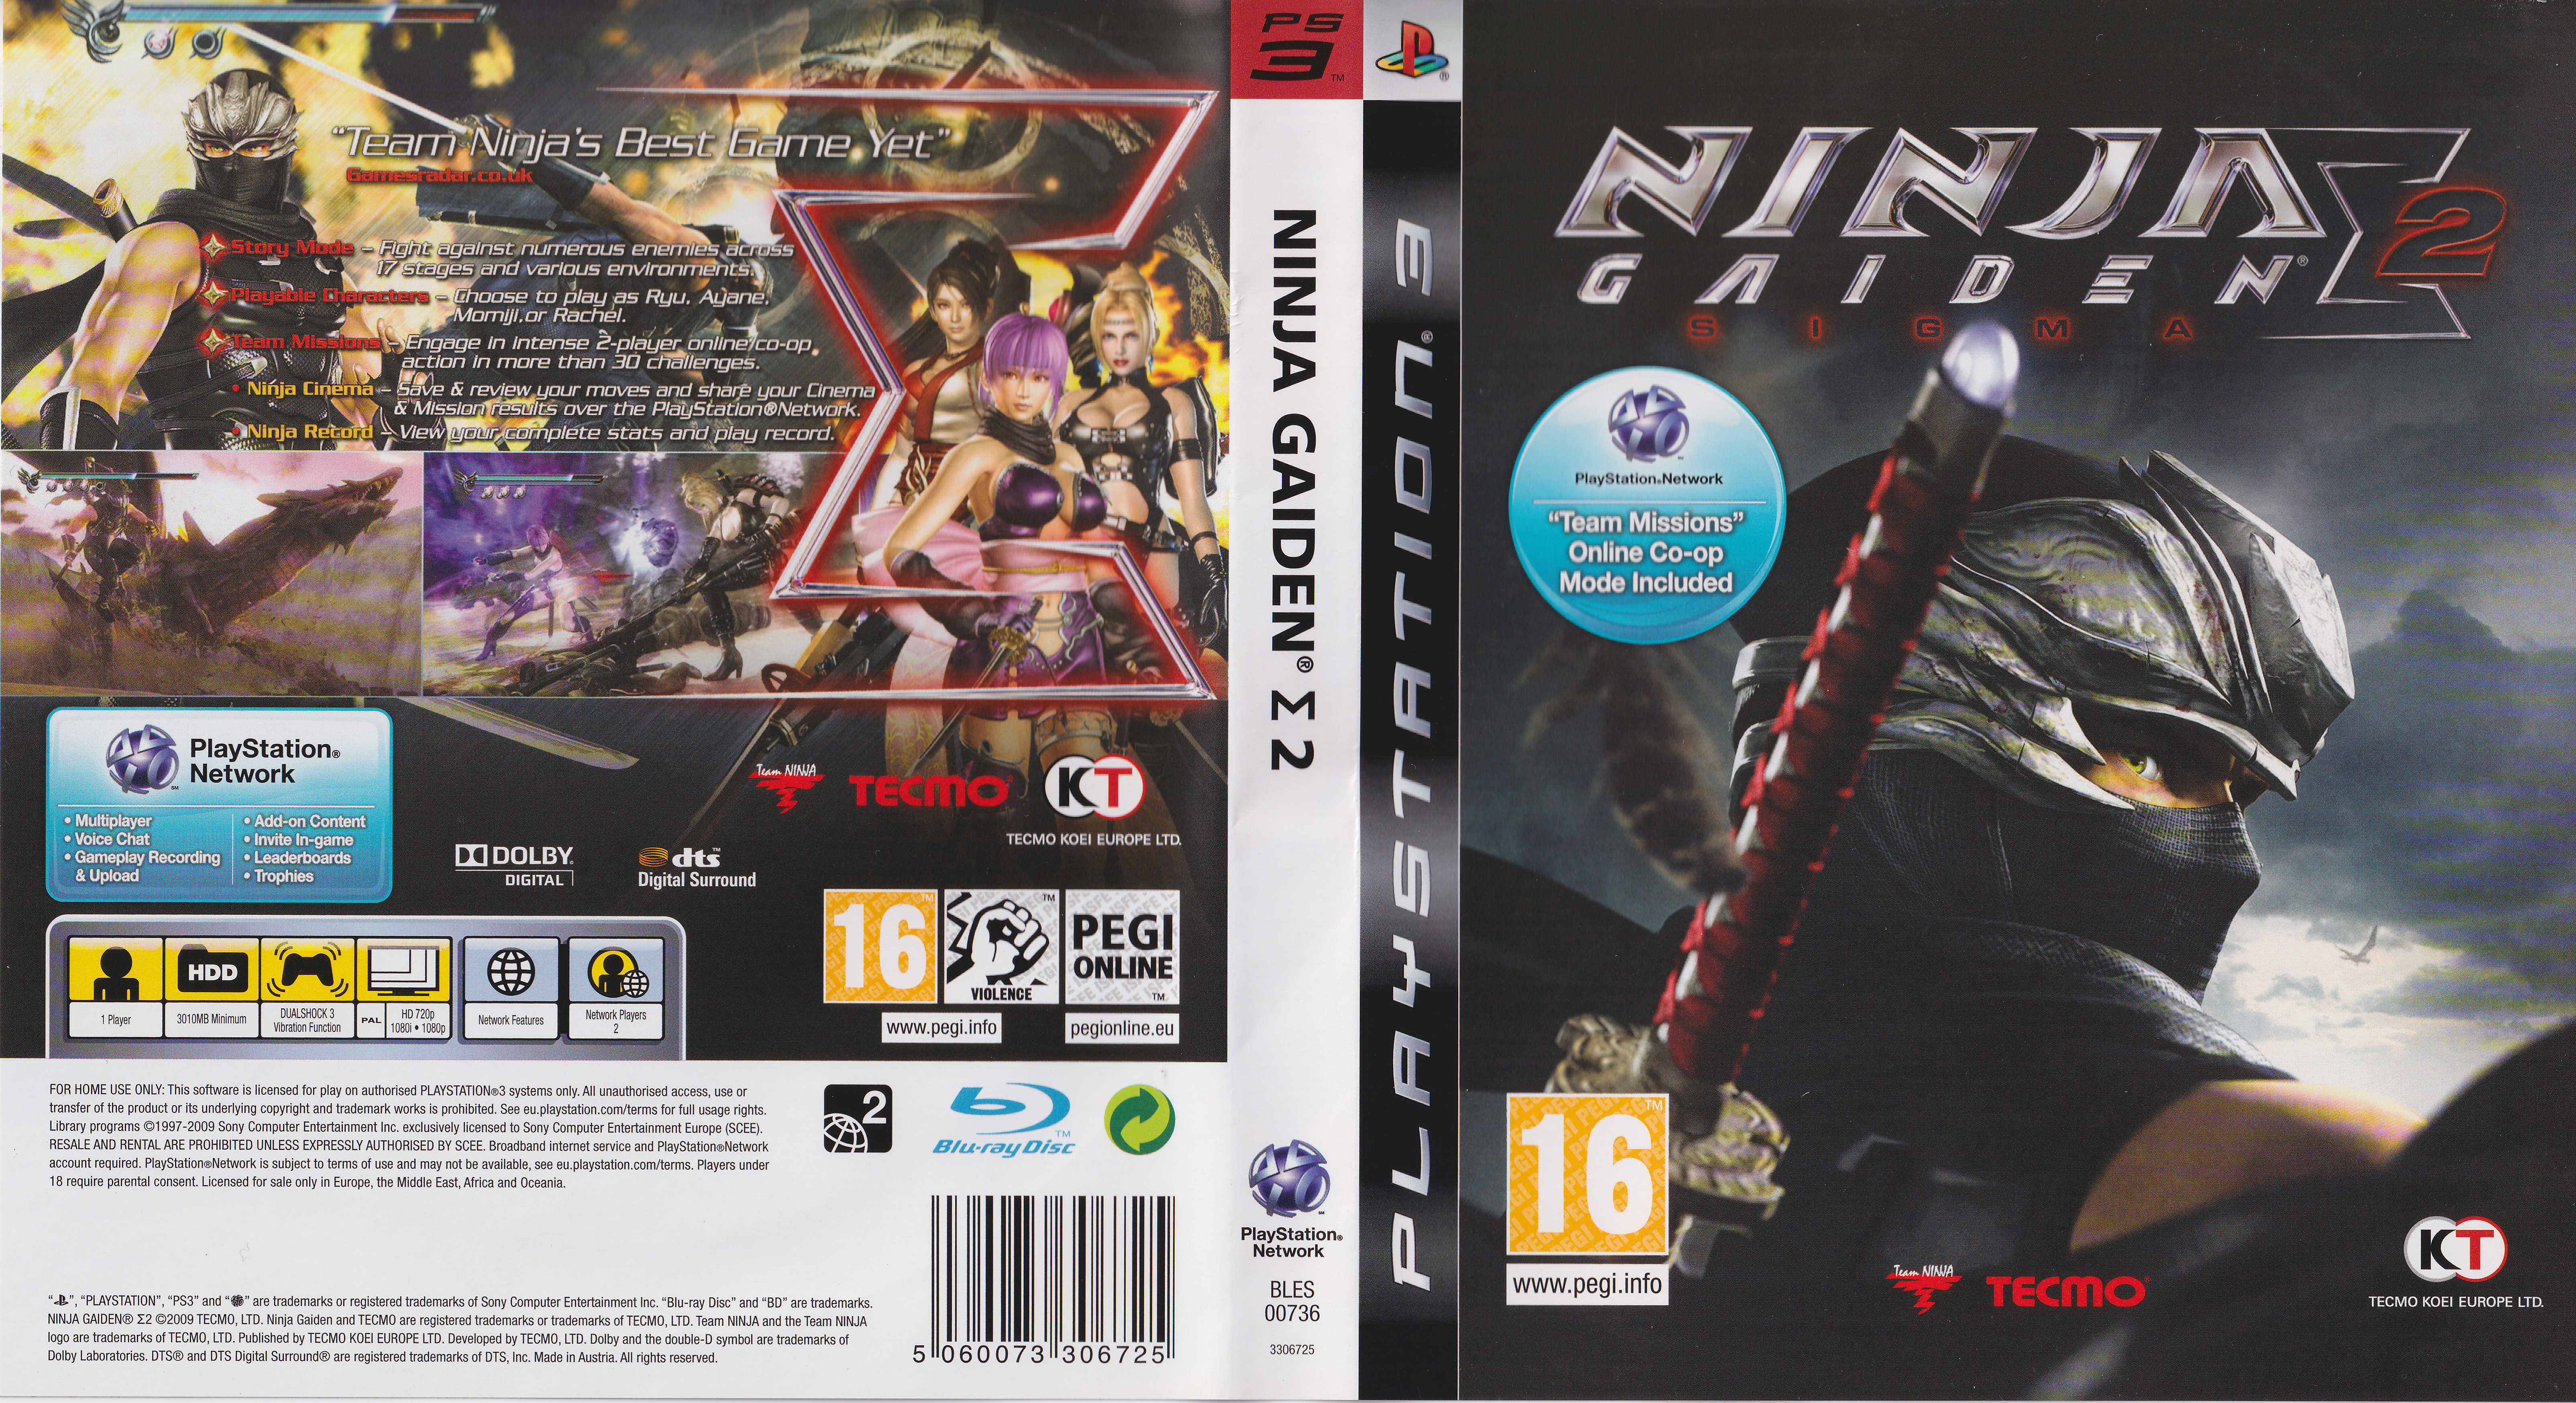 "Team Ninja's Best Game Yet"
Gamesradar.co.uk
Story Mode – Fight against numerous enemies across
17 stages and various environments.
Playable Characters – Choose to play as Ryu, Ayane,
Momiji,or Rachel.
Team Missions – Engage in intense 2-player online co-op
action in more than 30 challenges.
• Ninja Cinema – Save & review your moves and share your Cinema
& Mission results over the PlayStation®Network.
• Ninja Record – View your complete stats and play record.
PlayStation®
Network
SM
• Multiplayer
• Voice Chat
• Gameplay Recording
& Upload
• Add-on Content
• Invite In-game
• Leaderboards
• Trophies
DOLBY
DIGITAL
dts™
Digital Surround
Team NINJA
TECMO®
KT
TECMO KOEI EUROPE LTD.
16
VIOLENCE
PEGI
ONLINE
www.pegi.info
pegionline.eu
1 Player
HDD
3010MB Minimum
DUALSHOCK 3
Vibration Function
PAL
HD 720p
1080i • 1080p
Network Features
Network Players
2
FOR HOME USE ONLY: This software is licensed for play on authorised PLAYSTATION®3 systems only. All unauthorised access, use or
transfer of the product or its underlying copyright and trademark works is prohibited. See eu.playstation.com/terms for full usage rights.
Library programs ©1997-2009 Sony Computer Entertainment Inc. exclusively licensed to Sony Computer Entertainment Europe (SCEE).
RESALE AND RENTAL ARE PROHIBITED UNLESS EXPRESSLY AUTHORISED BY SCEE. Broadband internet service and PlayStation®Network
account required. PlayStation®Network is subject to terms of use and may not be available, see eu.playstation.com/terms. Players under
18 require parental consent. Licensed for sale only in Europe, the Middle East, Africa and Oceania.
2
Blu-ray Disc™
", "PLAYSTATION", "PS3" and " " are trademarks or registered trademarks of Sony Computer Entertainment Inc. "Blu-ray Disc" and "BD" are trademarks.
NINJA GAIDEN® Σ2 ©2009 TECMO, LTD. Ninja Gaiden and TECMO are registered trademarks or trademarks of TECMO, LTD. Team NINJA and the Team NINJA
logo are trademarks of TECMO, LTD. Published by TECMO KOEI EUROPE LTD. Developed by TECMO, LTD. Dolby and the double-D symbol are trademarks of
Dolby Laboratories. DTS® and DTS Digital Surround® are registered trademarks of DTS, Inc. Made in Austria. All rights reserved.
5 060073 306725
PS
3™
NINJA GAIDEN® Σ 2
PlayStation®
Network
BLES
00736
3306725
PLAYSTATION®3
NINJA
GAIDEN® Σ2
SIGMA
PlayStation®Network
"Team Missions"
Online Co-op
Mode Included
16
www.pegi.info
Team NINJA
TECMO®
KT
TECMO KOEI EUROPE LTD.